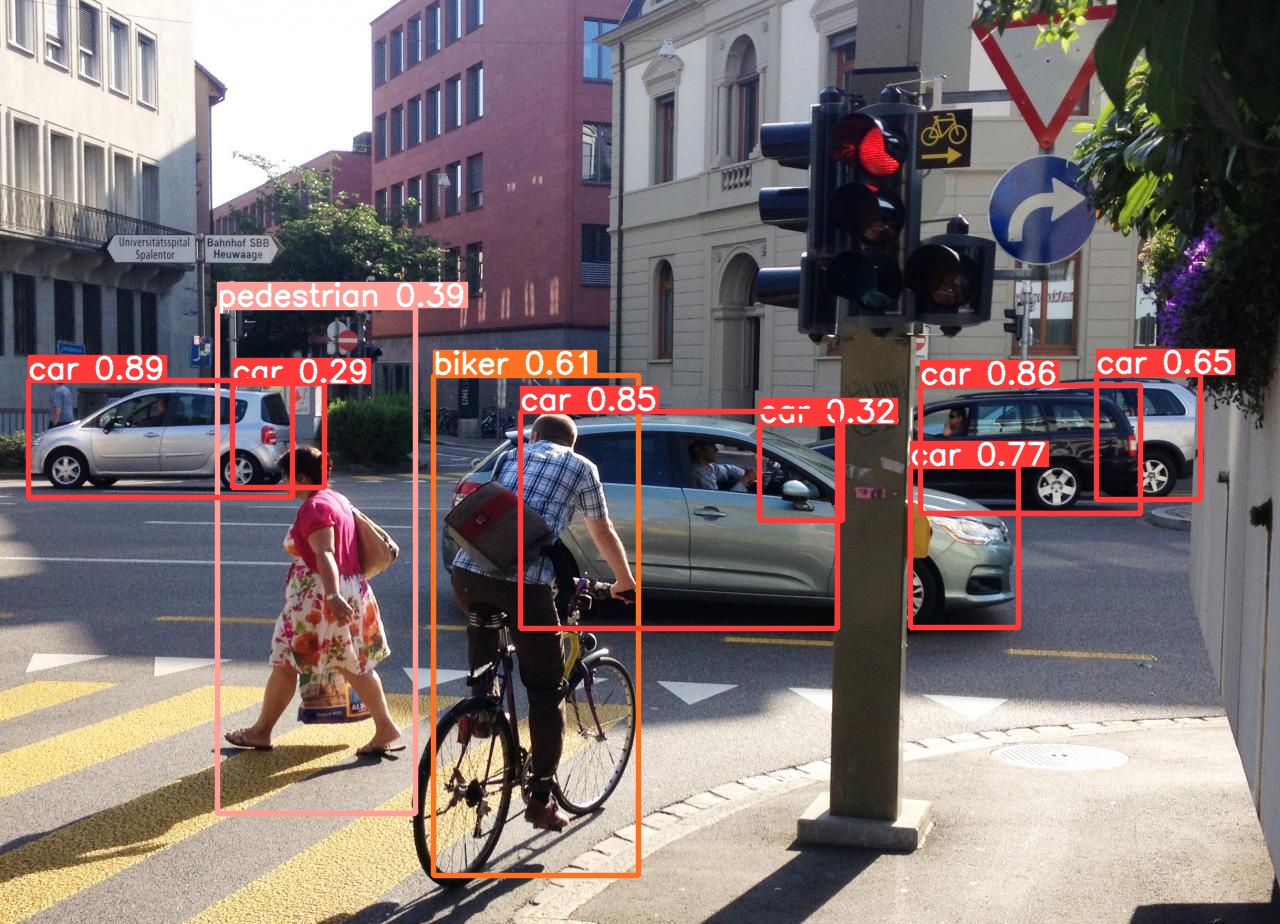 Universitätsspital
Spalentor
Bahnhof SBB
Heuwaage
pedestrian 0.39
car 0.89
car 0.29
biker 0.61
car 0.85
car 0.32
car 0.86
car 0.65
car 0.77
UNI